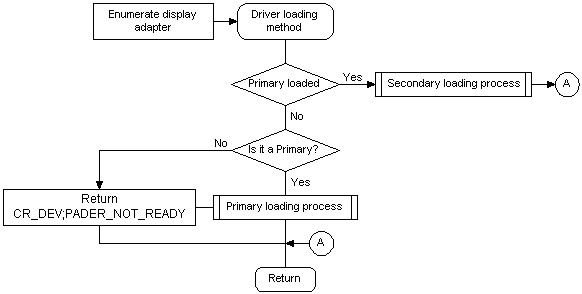 Enumerate display
adapter
Driver loading
method
Primary loaded
Yes
Secondary loading process
A
No
Is it a Primary?
No
Yes
Return
CR_DEV;PADER_NOT_READY
Primary loading process
A
Return